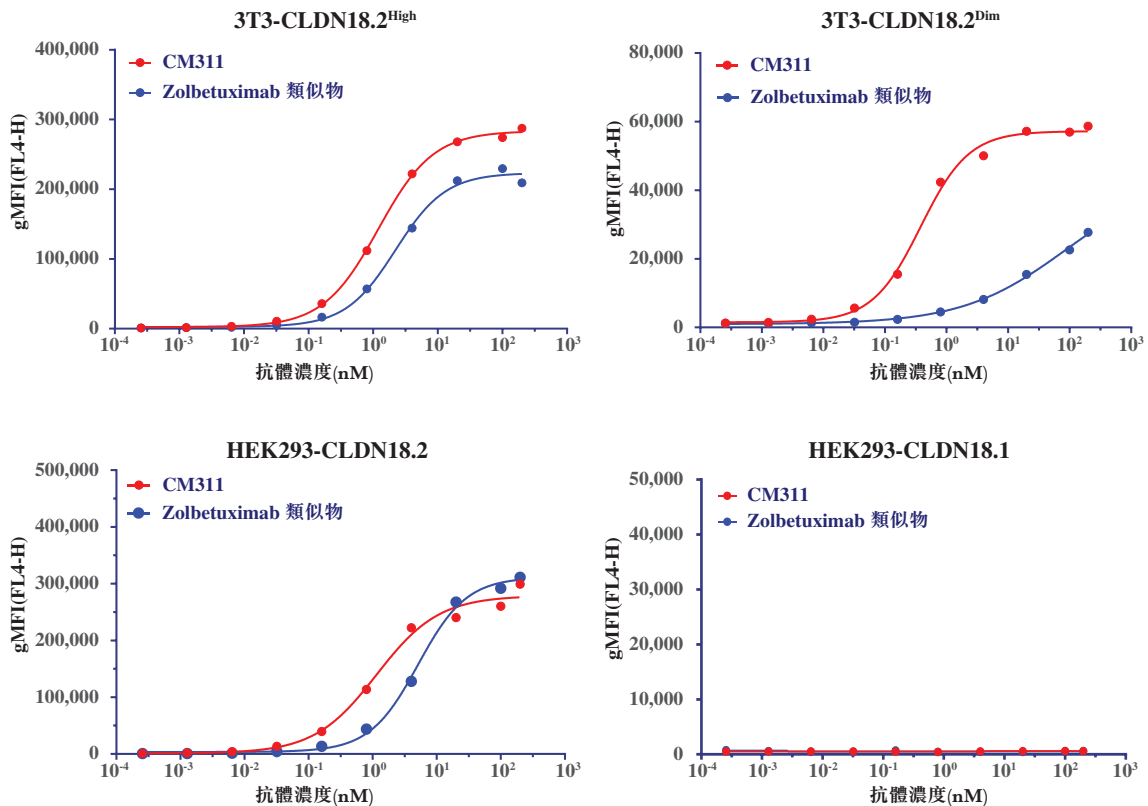 3T3-CLDN18.2High
400,000
300,000
200,000
100,000
0
gMFI(FL4-H)
CM311
Zolbetuximab 類似物
10-4 10-3 10-2 10-1 100 101 102 103
抗體濃度(nM)
3T3-CLDN18.2Dim
80,000
60,000
40,000
20,000
0
gMFI(FL4-H)
CM311
Zolbetuximab 類似物
10-4 10-3 10-2 10-1 100 101 102 103
抗體濃度(nM)
HEK293-CLDN18.2
500,000
400,000
300,000
200,000
100,000
0
gMFI(FL4-H)
CM311
Zolbetuximab 類似物
10-4 10-3 10-2 10-1 100 101 102 103
抗體濃度(nM)
HEK293-CLDN18.1
50,000
40,000
30,000
20,000
10,000
0
gMFI(FL4-H)
CM311
Zolbetuximab 類似物
10-4 10-3 10-2 10-1 100 101 102 103
抗體濃度(nM)